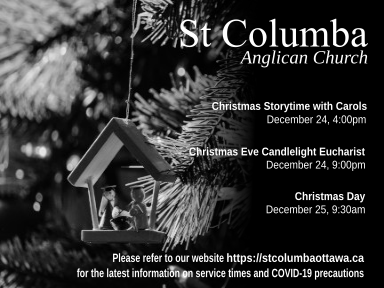 St Columba
Anglican Church
Christmas Storytime with Carols
December 24, 4:00pm
Christmas Eve Candlelight Eucharist
December 24, 9:00pm
Christmas Day
December 25, 9:30am
Please refer to our website https://stcolumbaottawa.ca
for the latest information on service times and COVID-19 precautions